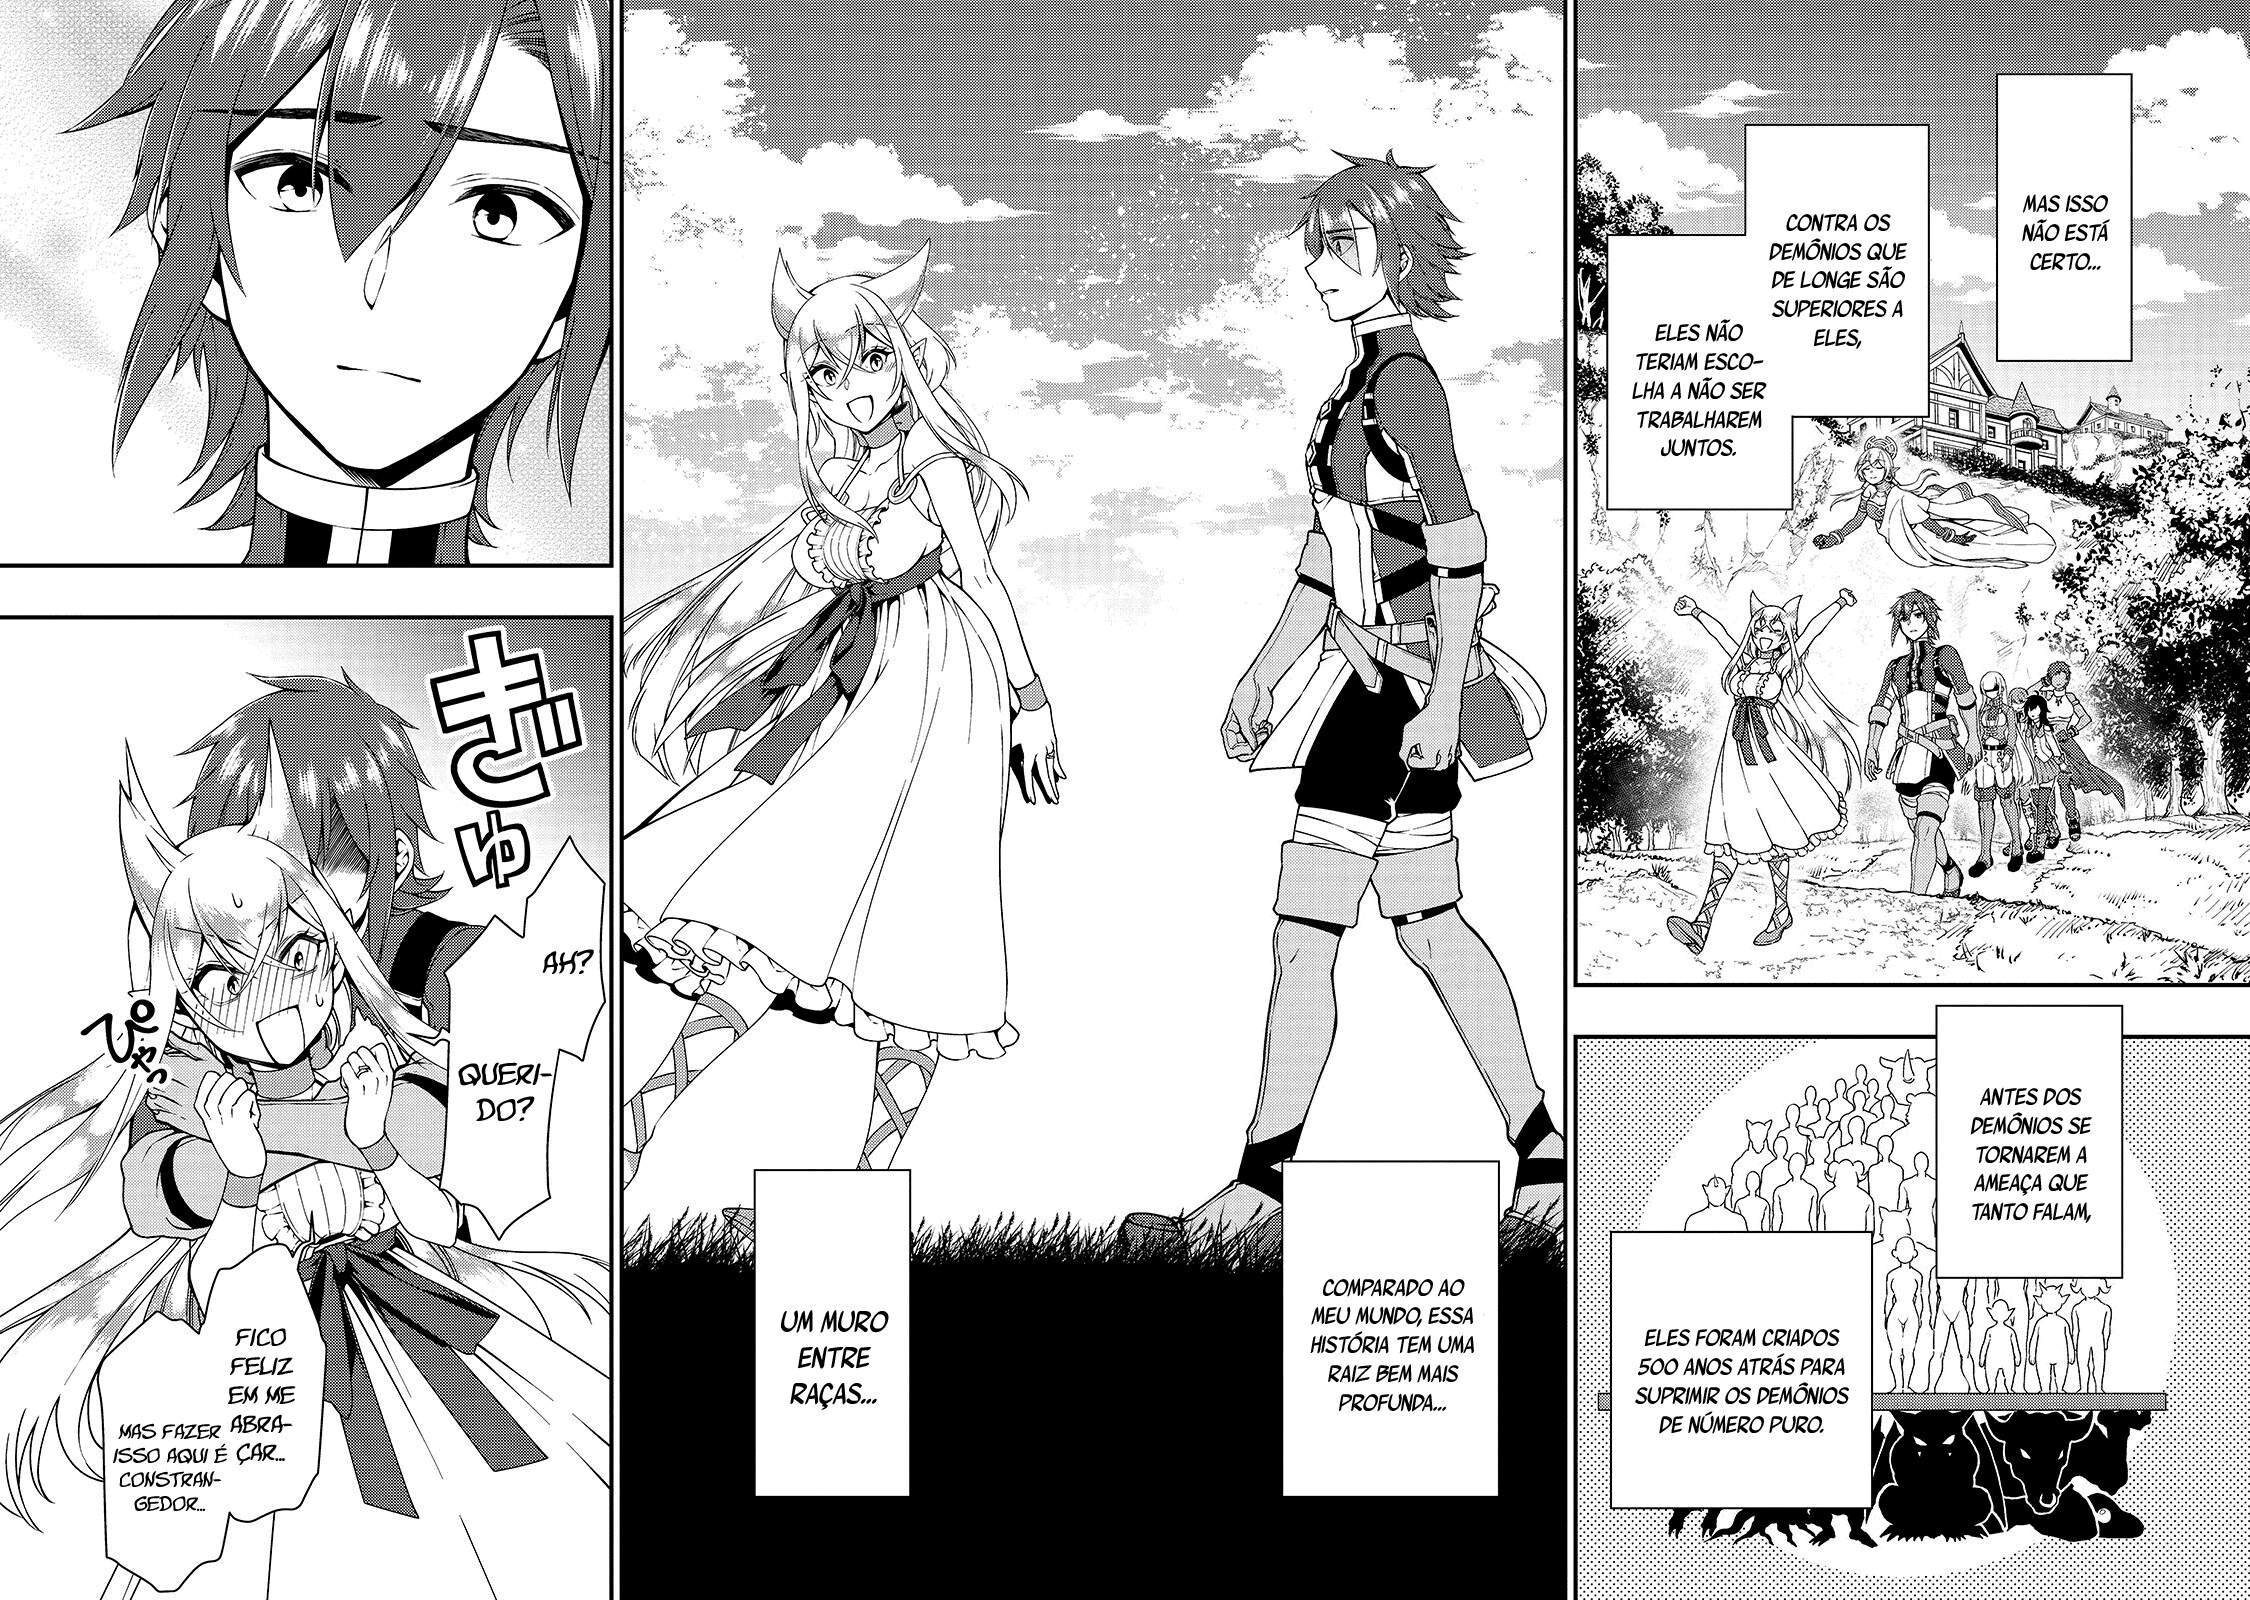 MAS ISSO
NÃO ESTÁ
CERTO...
CONTRA OS
DEMÔNIOS QUE
DE LONGE SÃO
SUPERIORES A
ELES,
ELES NÃO
TERIAM ESCO-
LHA A NÃO SER
TRABALHAREM
JUNTOS.
ANTES DOS
DEMÔNIOS SE
TORNAREM A
AMEAÇA QUE
TANTO FALAM,
ELES FORAM CRIADOS
500 ANOS ATRÁS PARA
SUPRIMIR OS DEMÔNIOS
DE NÚMERO PURO.
COMPARADO AO
MEU MUNDO, ESSA
HISTÓRIA TEM UMA
RAIZ BEM MAIS
PROFUNDA...
UM MURO
ENTRE
RAÇAS...
ぎゅ
AH?
QUERI-
DO?
ぴゃっ
FICO
FELIZ
EM ME
ABRA-
ÇAR...
MAS FAZER
ISSO AQUI É
CONSTRAN-
GEDOR...